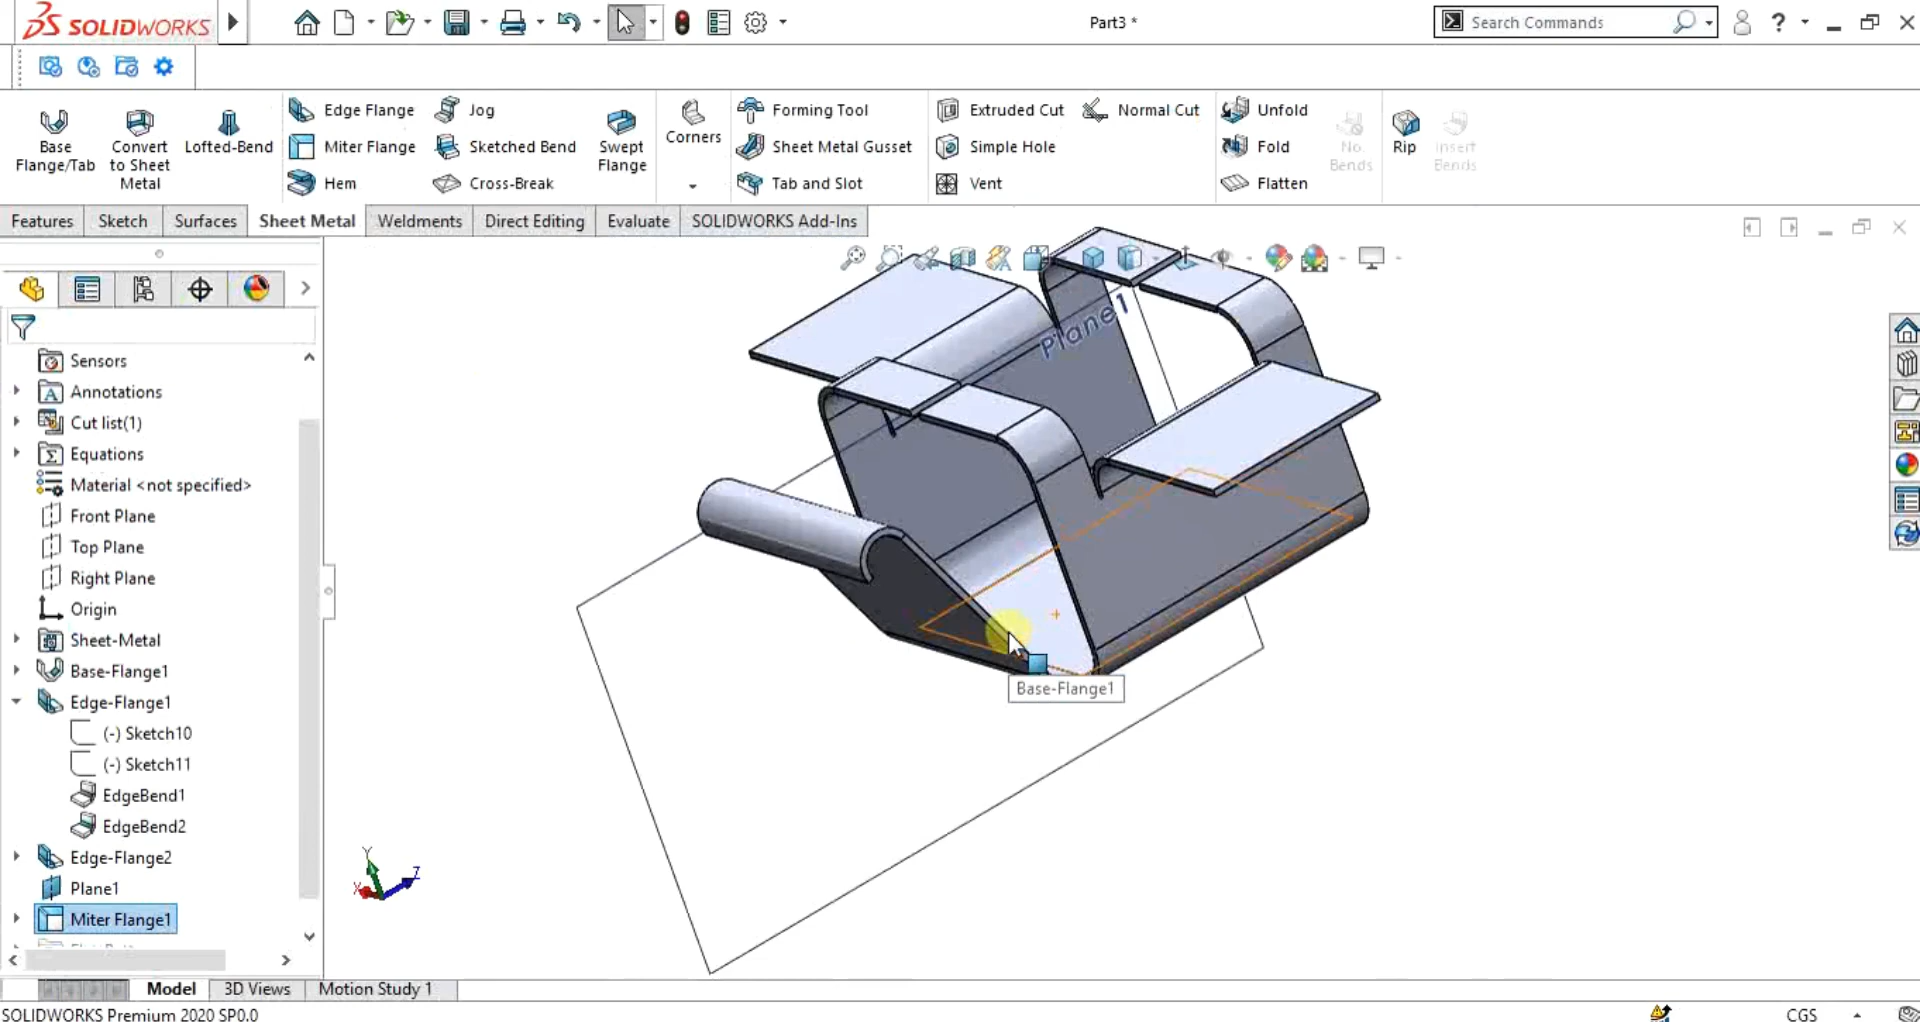 SOLIDWORKS
Part3 *
Search Commands
?
Base Flange/Tab
Convert to Sheet Metal
Lofted-Bend
Edge Flange
Miter Flange
Hem
Jog
Sketched Bend
Cross-Break
Swept Flange
Corners
Forming Tool
Sheet Metal Gusset
Tab and Slot
Extruded Cut
Simple Hole
Vent
Normal Cut
Unfold
Fold
Flatten
No Bends
Rip
Insert Bends
Features
Sketch
Surfaces
Sheet Metal
Weldments
Direct Editing
Evaluate
SOLIDWORKS Add-Ins
Sensors
Annotations
Cut list(1)
Equations
Material <not specified>
Front Plane
Top Plane
Right Plane
Origin
Sheet-Metal
Base-Flange1
Edge-Flange1
(-) Sketch10
(-) Sketch11
EdgeBend1
EdgeBend2
Edge-Flange2
Plane1
Miter Flange1
Plane1
Base-Flange1
Y
X
Z
Model
3D Views
Motion Study 1
SOLIDWORKS Premium 2020 SP0.0
CGS